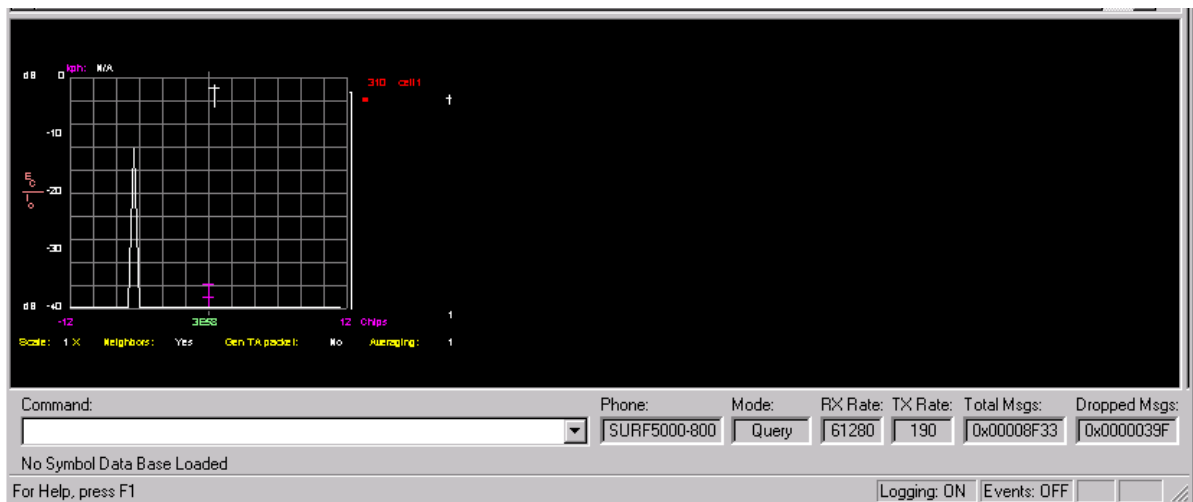 kph: N/A
dB 0
310 cell1
-10
Ec
Io
-20
-30
dB -40
-12 3E58 12 Chips
1
Scale: 1 X Neighbors: Yes Gen TA packet: No Averaging: 1
Command:
Phone: Mode: RX Rate: TX Rate: Total Msgs: Dropped Msgs:
SURF5000-800 Query 61280 190 0x00008F33 0x0000039F
No Symbol Data Base Loaded
For Help, press F1
Logging: ON Events: OFF